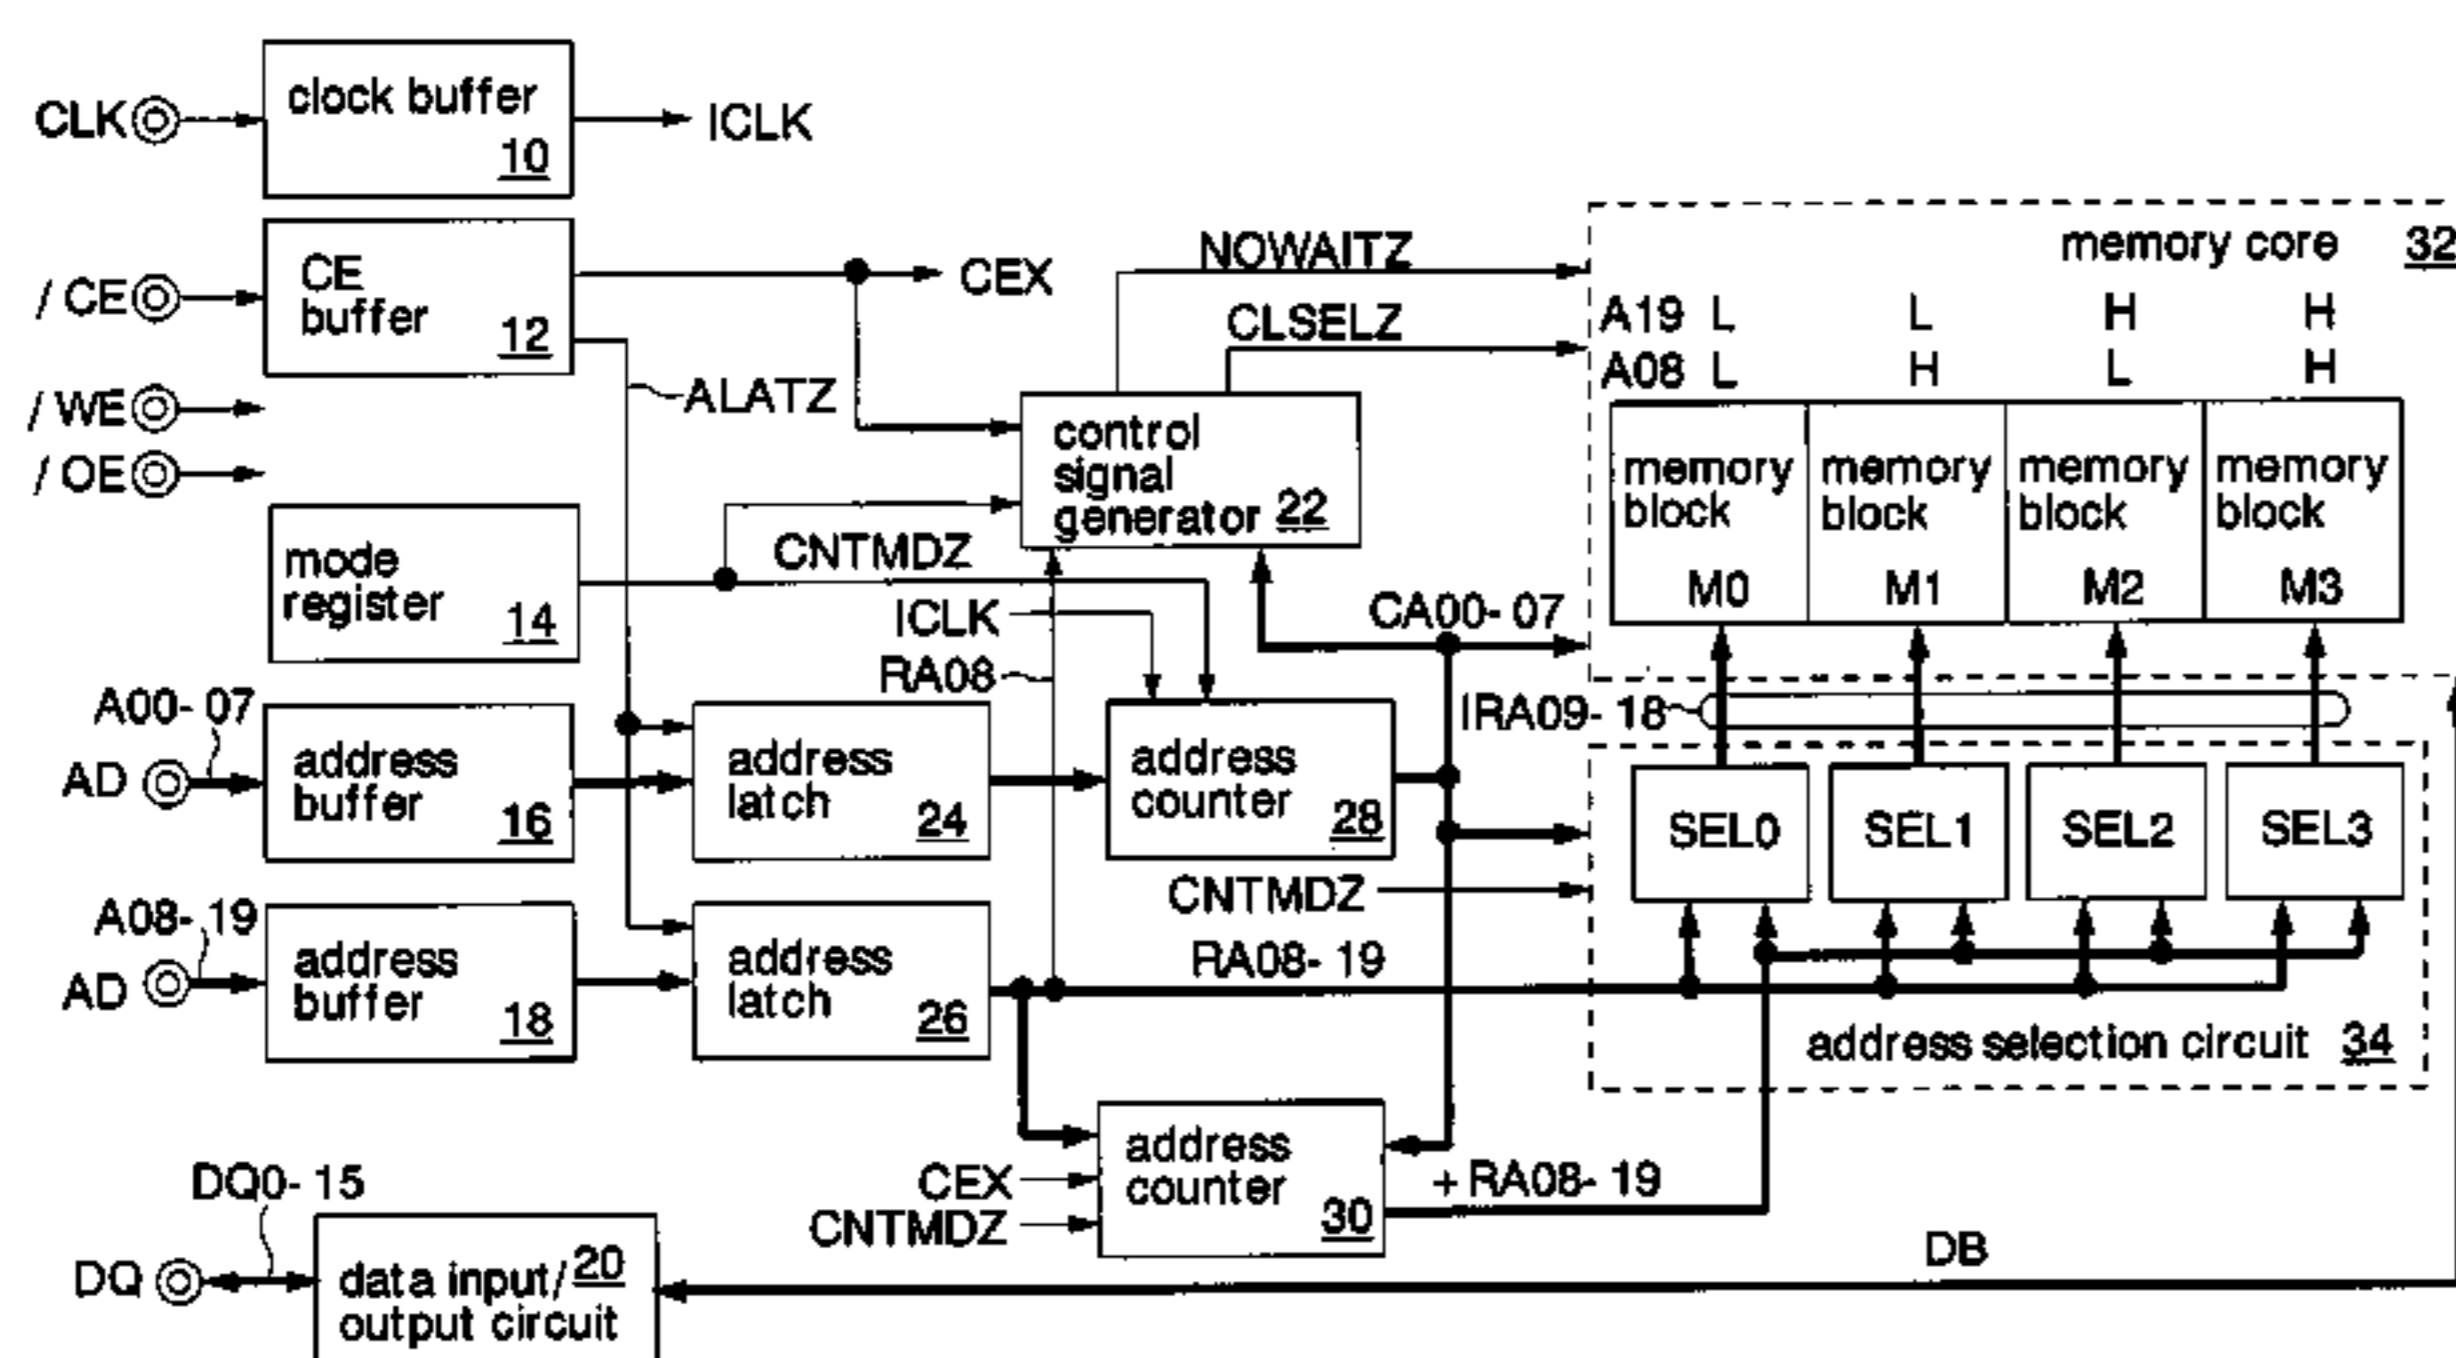 CLK
clock buffer
10
ICLK
/ CE
CE
buffer
12
CEX
ALATZ
/ WE
/ OE
mode
register
14
CNTMDZ
control
signal
generator 22
NOWAITZ
CLSELZ
memory core 32
A19 L L H H
A08 L H L H
memory
block
M0
memory
block
M1
memory
block
M2
memory
block
M3
ICLK
RA08
CA00- 07
IRA09- 18
A00- 07
AD
address
buffer
16
address
latch
24
address
counter
28
SEL0
SEL1
SEL2
SEL3
CNTMDZ
A08- 19
AD
address
buffer
18
address
latch
26
RA08- 19
address selection circuit 34
CEX
CNTMDZ
address
counter
30
+ RA08- 19
DQ0- 15
DQ
data input/ 20
output circuit
DB